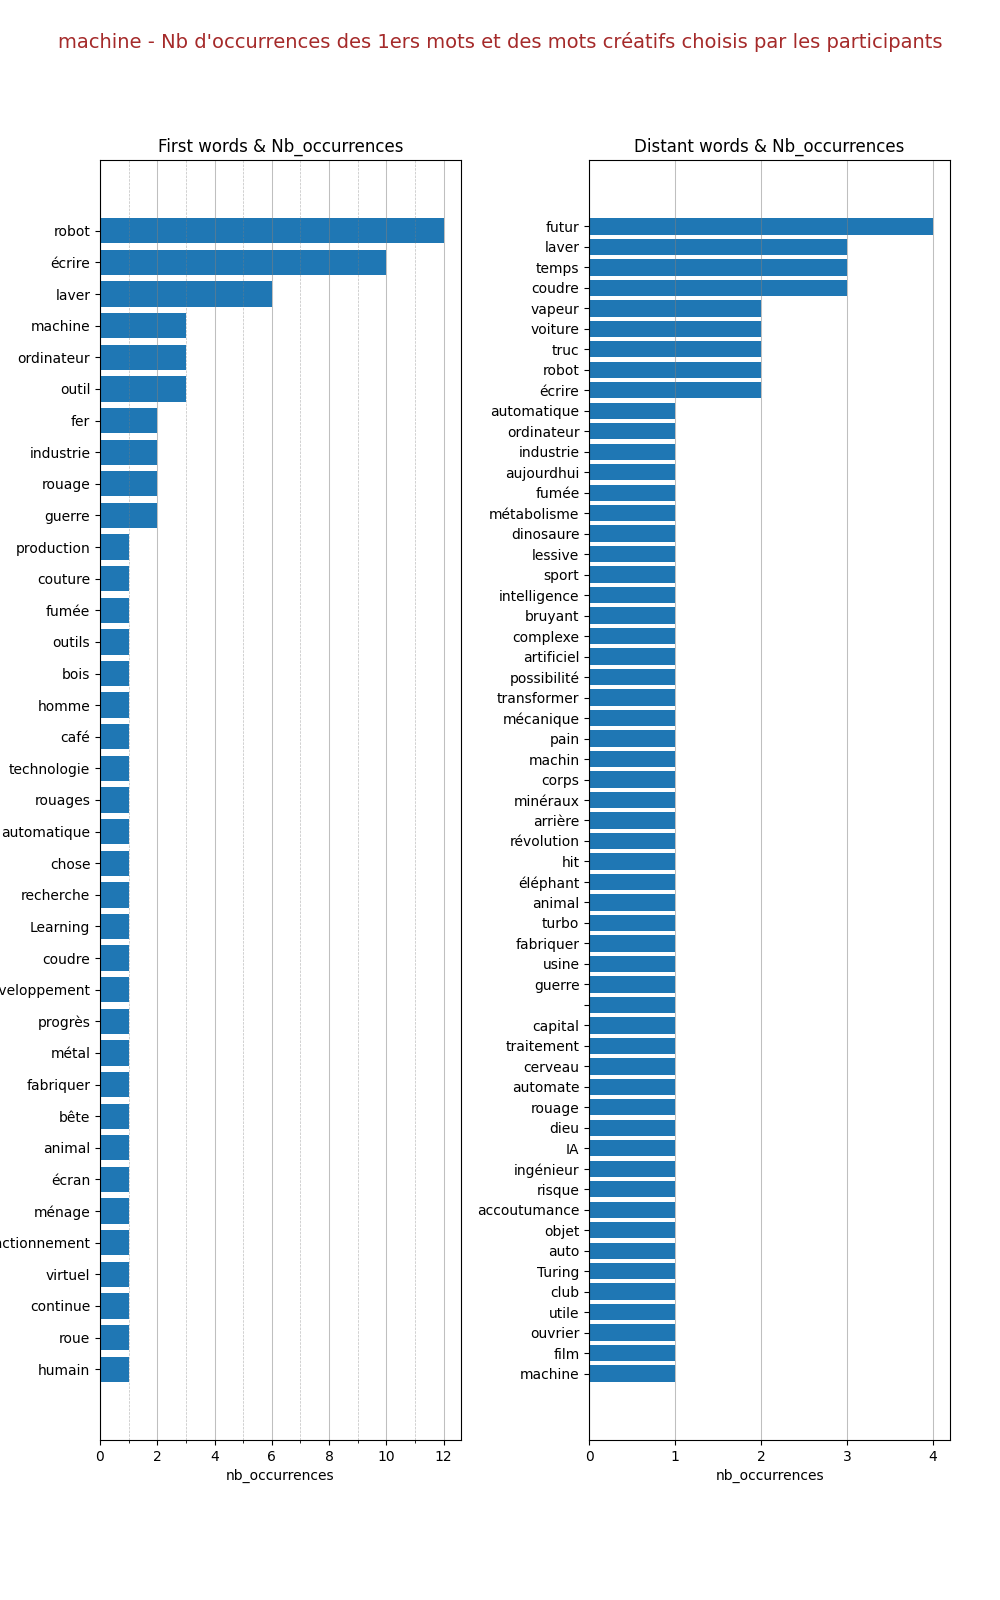 machine - Nb d'occurrences des 1ers mots et des mots créatifs choisis par les participants
First words & Nb_occurrences
robot
écrire
laver
machine
ordinateur
outil
fer
industrie
rouage
guerre
production
couture
fumée
outils
bois
homme
café
technologie
rouages
automatique
chose
recherche
Learning
coudre
veloppement
progrès
métal
fabriquer
bête
animal
écran
ménage
ctionnement
virtuel
continue
roue
humain
0 2 4 6 8 10 12
nb_occurrences
Distant words & Nb_occurrences
futur
laver
temps
coudre
vapeur
voiture
truc
robot
écrire
automatique
ordinateur
industrie
aujourdhui
fumée
métabolisme
dinosaure
lessive
sport
intelligence
bruyant
complexe
artificiel
possibilité
transformer
mécanique
pain
machin
corps
minéraux
arrière
révolution
hit
éléphant
animal
turbo
fabriquer
usine
guerre
capital
traitement
cerveau
automate
rouage
dieu
IA
ingénieur
risque
accoutumance
objet
auto
Turing
club
utile
ouvrier
film
machine
0 1 2 3 4
nb_occurrences